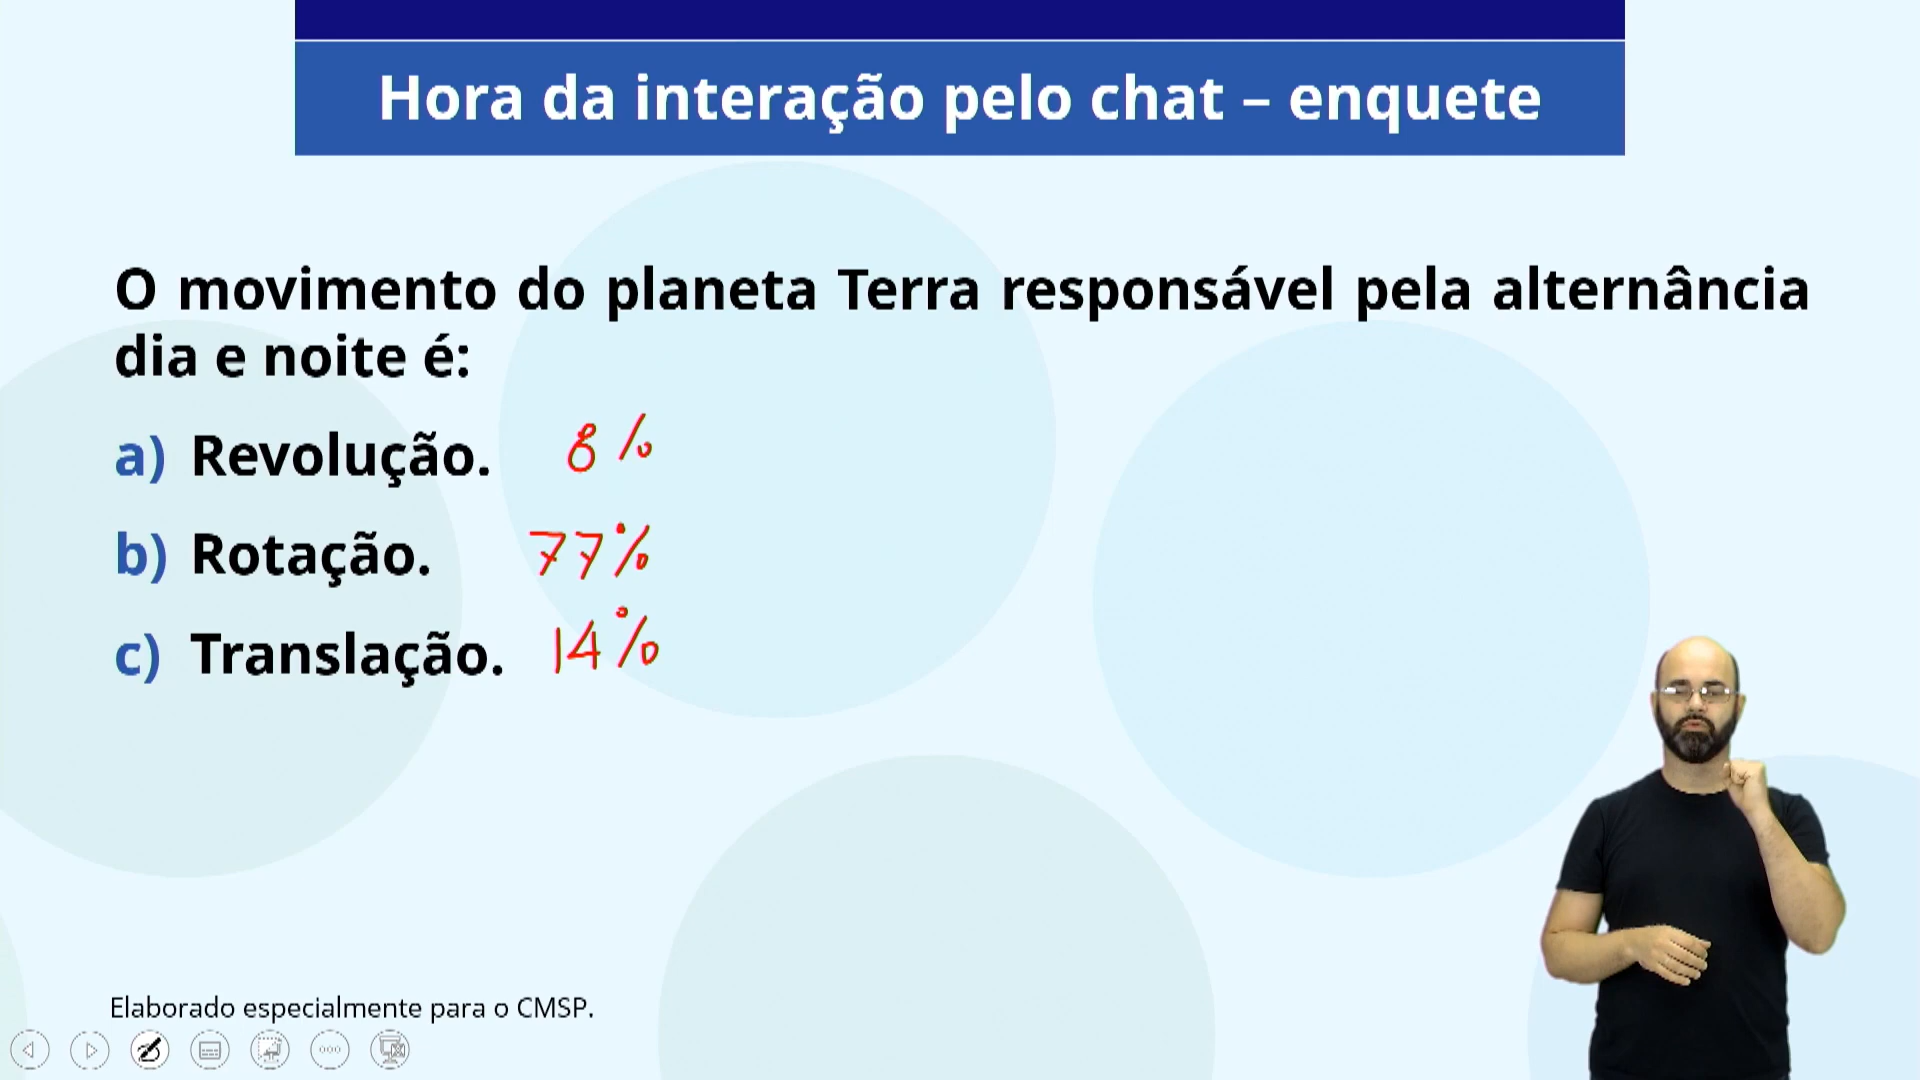 Hora da interação pelo chat – enquete
O movimento do planeta Terra responsável pela alternância
dia e noite é:
a) Revolução. 8%
b) Rotação. 77%
c) Translação. 14%
Elaborado especialmente para o CMSP.